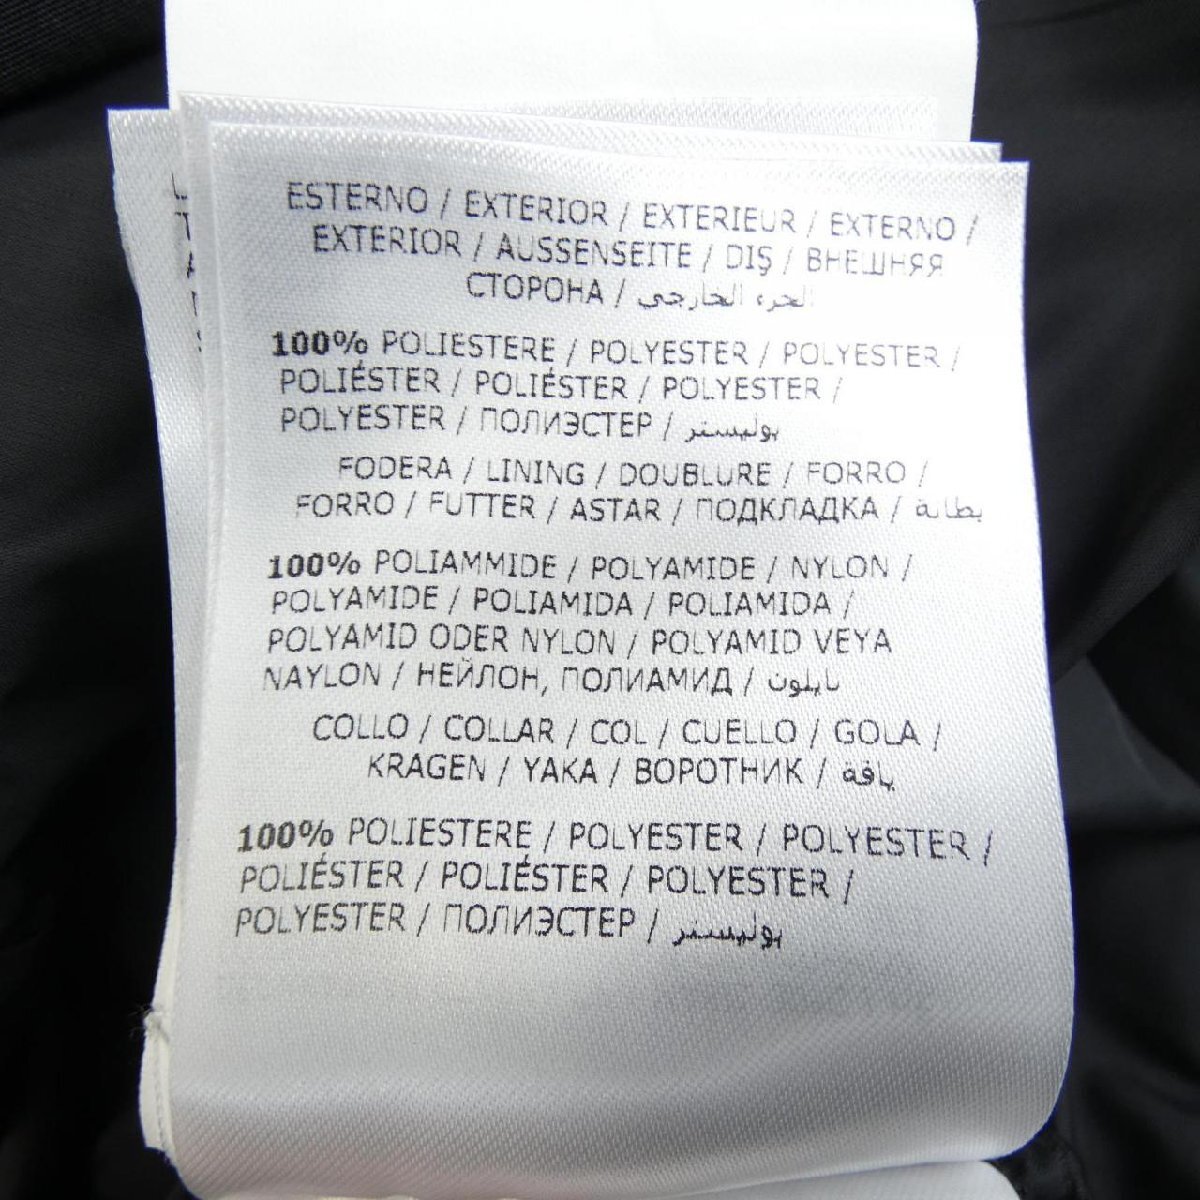 ESTERNO / EXTERIOR / EXTERIEUR / EXTERNO /
EXTERIOR / AUSSENSEITE / DIŞ / ВНЕШНЯЯ
СТОРОНА / الجزء الخارجي
100% POLIESTERE / POLYESTER / POLYESTER /
POLIÉSTER / POLIÉSTER / POLYESTER /
POLYESTER / ПОЛИЭСТЕР / بوليستر
FODERA / LINING / DOUBLURE / FORRO /
FORRO / FUTTER / ASTAR / ПОДКЛАДКА / بطانة
100% POLIAMMIDE / POLYAMIDE / NYLON /
POLYAMIDE / POLIAMIDA / POLIAMIDA /
POLYAMID ODER NYLON / POLYAMID VEYA
NAYLON / НЕЙЛОН, ПОЛИАМИД / نايلون
COLLO / COLLAR / COL / CUELLO / GOLA /
KRAGEN / YAKA / ВОРОТНИК / ياقة
100% POLIESTERE / POLYESTER / POLYESTER /
POLIÉSTER / POLIÉSTER / POLYESTER /
POLYESTER / ПОЛИЭСТЕР / بوليستر